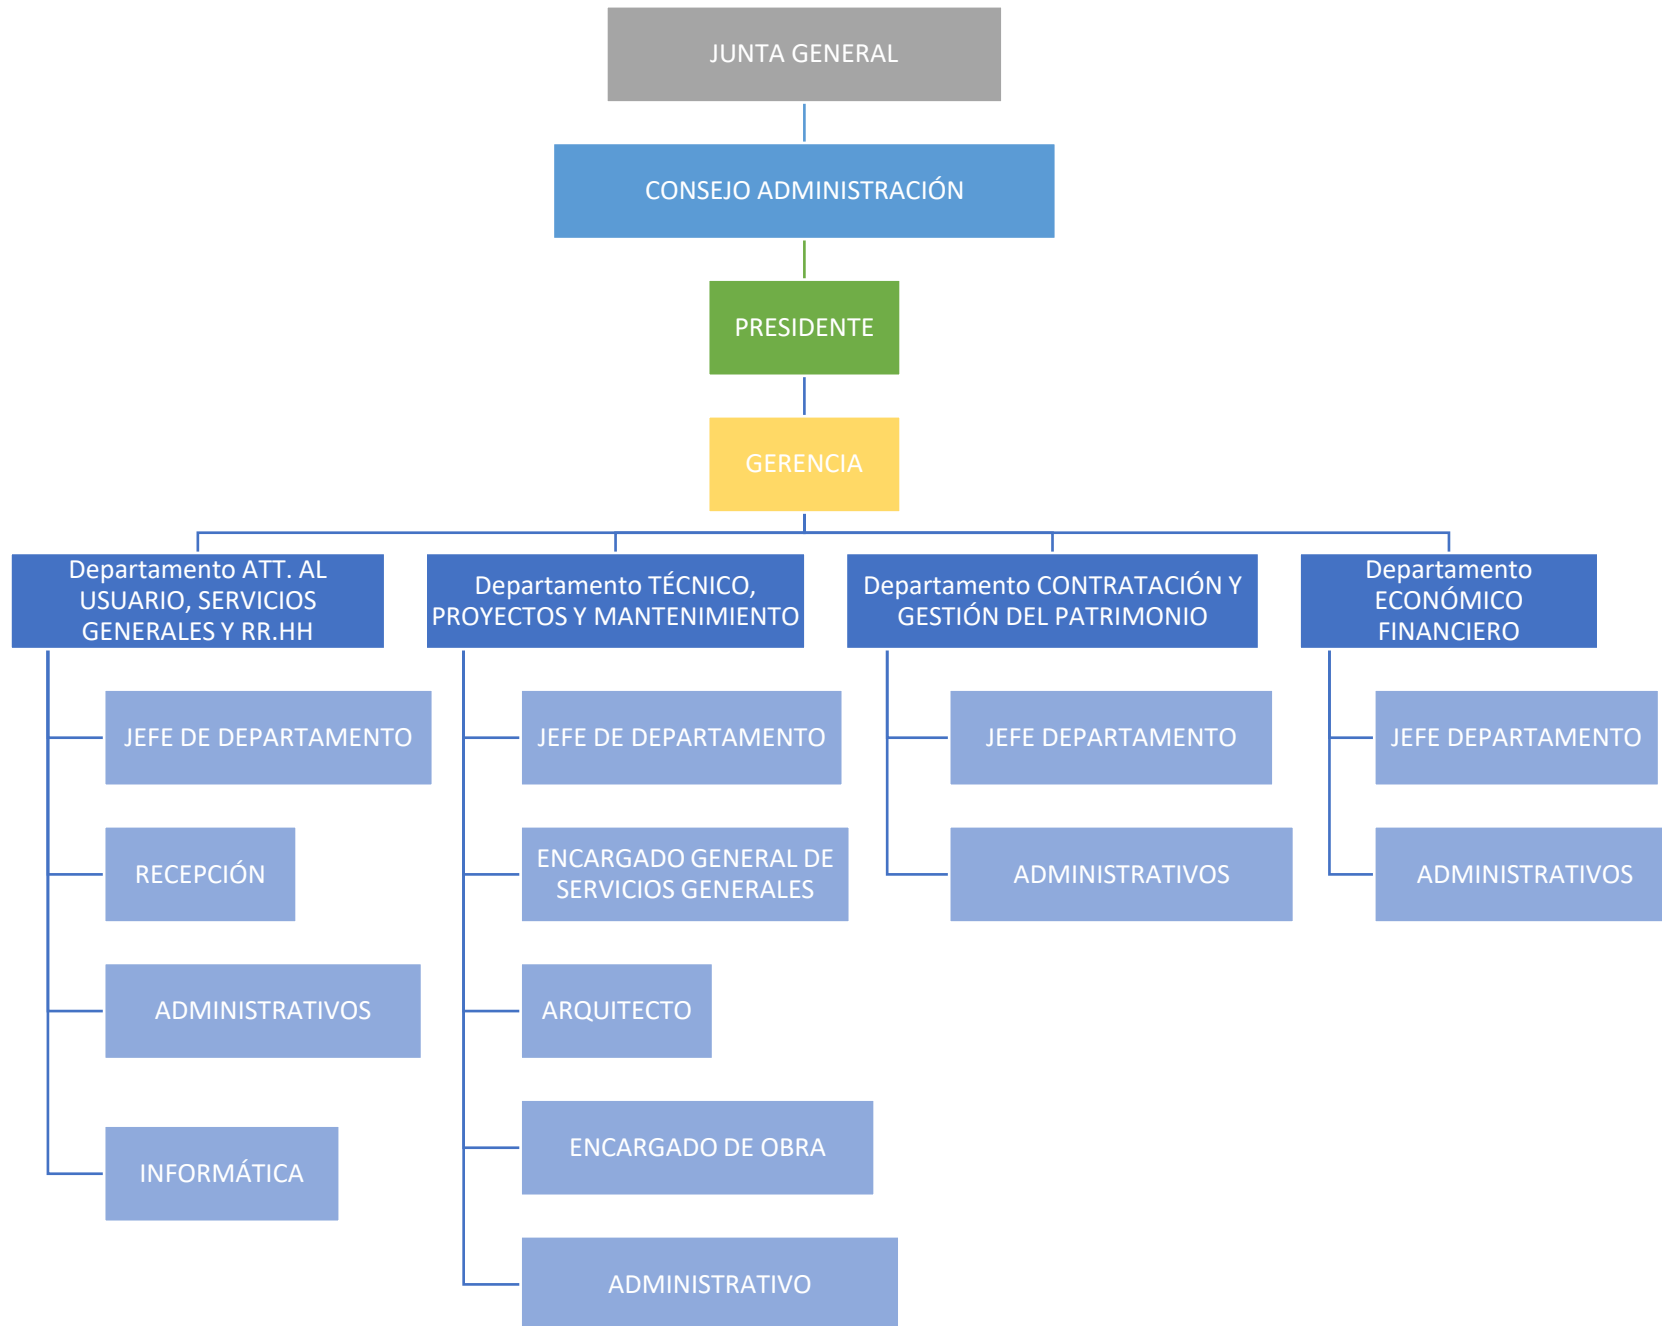 JUNTA GENERAL
CONSEJO ADMINISTRACIÓN
PRESIDENTE
GERENCIA
Departamento ATT. AL
USUARIO, SERVICIOS
GENERALES Y RR.HH
JEFE DE DEPARTAMENTO
RECEPCIÓN
ADMINISTRATIVOS
INFORMÁTICA
Departamento TÉCNICO,
PROYECTOS Y MANTENIMIENTO
JEFE DE DEPARTAMENTO
ENCARGADO GENERAL DE
SERVICIOS GENERALES
ARQUITECTO
ENCARGADO DE OBRA
ADMINISTRATIVO
Departamento CONTRATACIÓN Y
GESTIÓN DEL PATRIMONIO
JEFE DEPARTAMENTO
ADMINISTRATIVOS
Departamento
ECONÓMICO
FINANCIERO
JEFE DEPARTAMENTO
ADMINISTRATIVOS